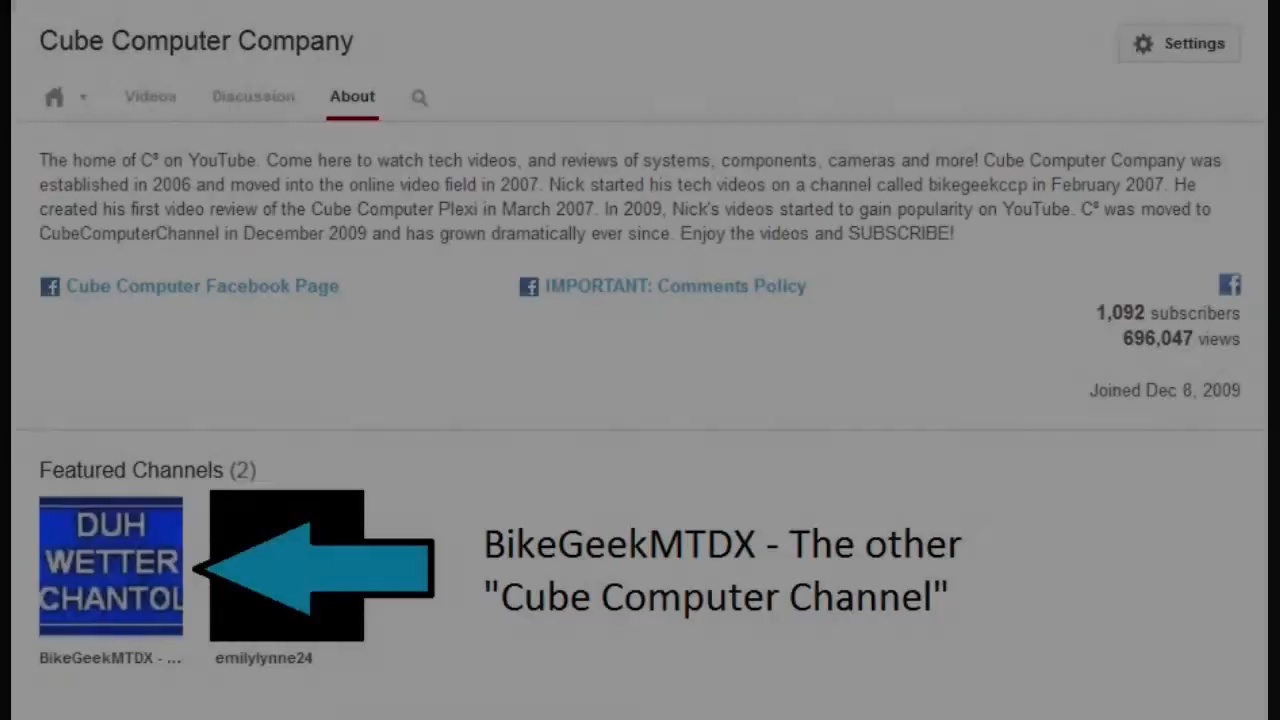 Cube Computer Company
Settings
Videos Discussion About
The home of C³ on YouTube. Come here to watch tech videos, and reviews of systems, components, cameras and more! Cube Computer Company was
established in 2006 and moved into the online video field in 2007. Nick started his tech videos on a channel called bikegeekccp in February 2007. He
created his first video review of the Cube Computer Plexi in March 2007. In 2009, Nick's videos started to gain popularity on YouTube. C³ was moved to
CubeComputerChannel in December 2009 and has grown dramatically ever since. Enjoy the videos and SUBSCRIBE!
Cube Computer Facebook Page
IMPORTANT: Comments Policy
1,092 subscribers
696,047 views
Joined Dec 8, 2009
Featured Channels (2)
DUH
WETTER
CHANTOL
BikeGeekMTDX - ...
emilylynne24
BikeGeekMTDX - The other
"Cube Computer Channel"